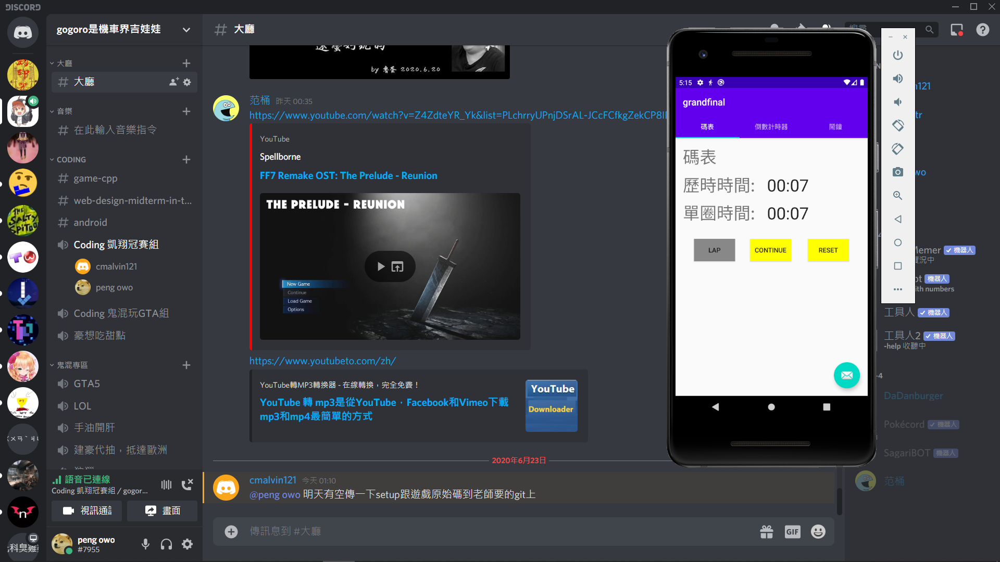 DISCORD
gogoro是機車界吉娃娃
大廳
大廳
音樂
在此輸入音樂指令
CODING
game-cpp
web-design-midterm-in-t...
android
Coding 凱翔冠賽組
cmalvin121
peng owo
Coding 鬼混玩GTA組
豪想吃甜點
鬼混專區
GTA5
LOL
手油開肝
建豪代抽，抵達歐洲
語音已連線
Coding 凱翔冠賽組 / gogor...
視訊通話
畫面
peng owo
#7955
# 大廳
搜尋
by 魯蛋 2020.6.20
范桶 昨天 00:35
https://www.youtube.com/watch?v=Z4ZdteYR_Yk&list=PLchrryUPnjDSrAL-JCcFCfkgZekCP8l
YouTube
Spellborne
FF7 Remake OST: The Prelude - Reunion
THE PRELUDE - REUNION
New Game
Continue
Load Game
Options
https://www.youtubeto.com/zh/
YouTube轉MP3轉換器 - 在線轉換，完全免費！
YouTube 轉 mp3是從YouTube，Facebook和Vimeo下載
mp3和mp4最簡單的方式
YouTube
Downloader
2020年6月23日
cmalvin121 今天 01:10
@peng owo 明天有空傳一下setup跟遊戲原始碼到老師要的git上
傳訊息到 #大廳
GIF
5:15
grandfinal
碼表
倒數計時器
鬧鐘
碼表
歷時時間: 00:07
單圈時間: 00:07
LAP
CONTINUE
RESET
121
tr
wo
Memer 機器人
實況中
ot 機器人
ith numbers
工具人 機器人
工具人2 機器人
-help 收聽中
-4
DaDanburger
Pokécord 機器人
SagariBOT 機器人
范桶
THE
SALTY
SPITOON